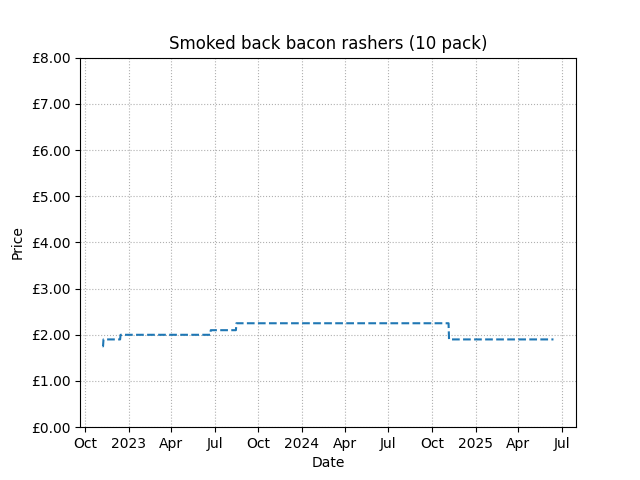 Smoked back bacon rashers (10 pack)
£8.00
£7.00
£6.00
£5.00
£4.00
£3.00
£2.00
£1.00
£0.00
Price
Oct 2023 Apr Jul Oct 2024 Apr Jul Oct 2025 Apr Jul
Date